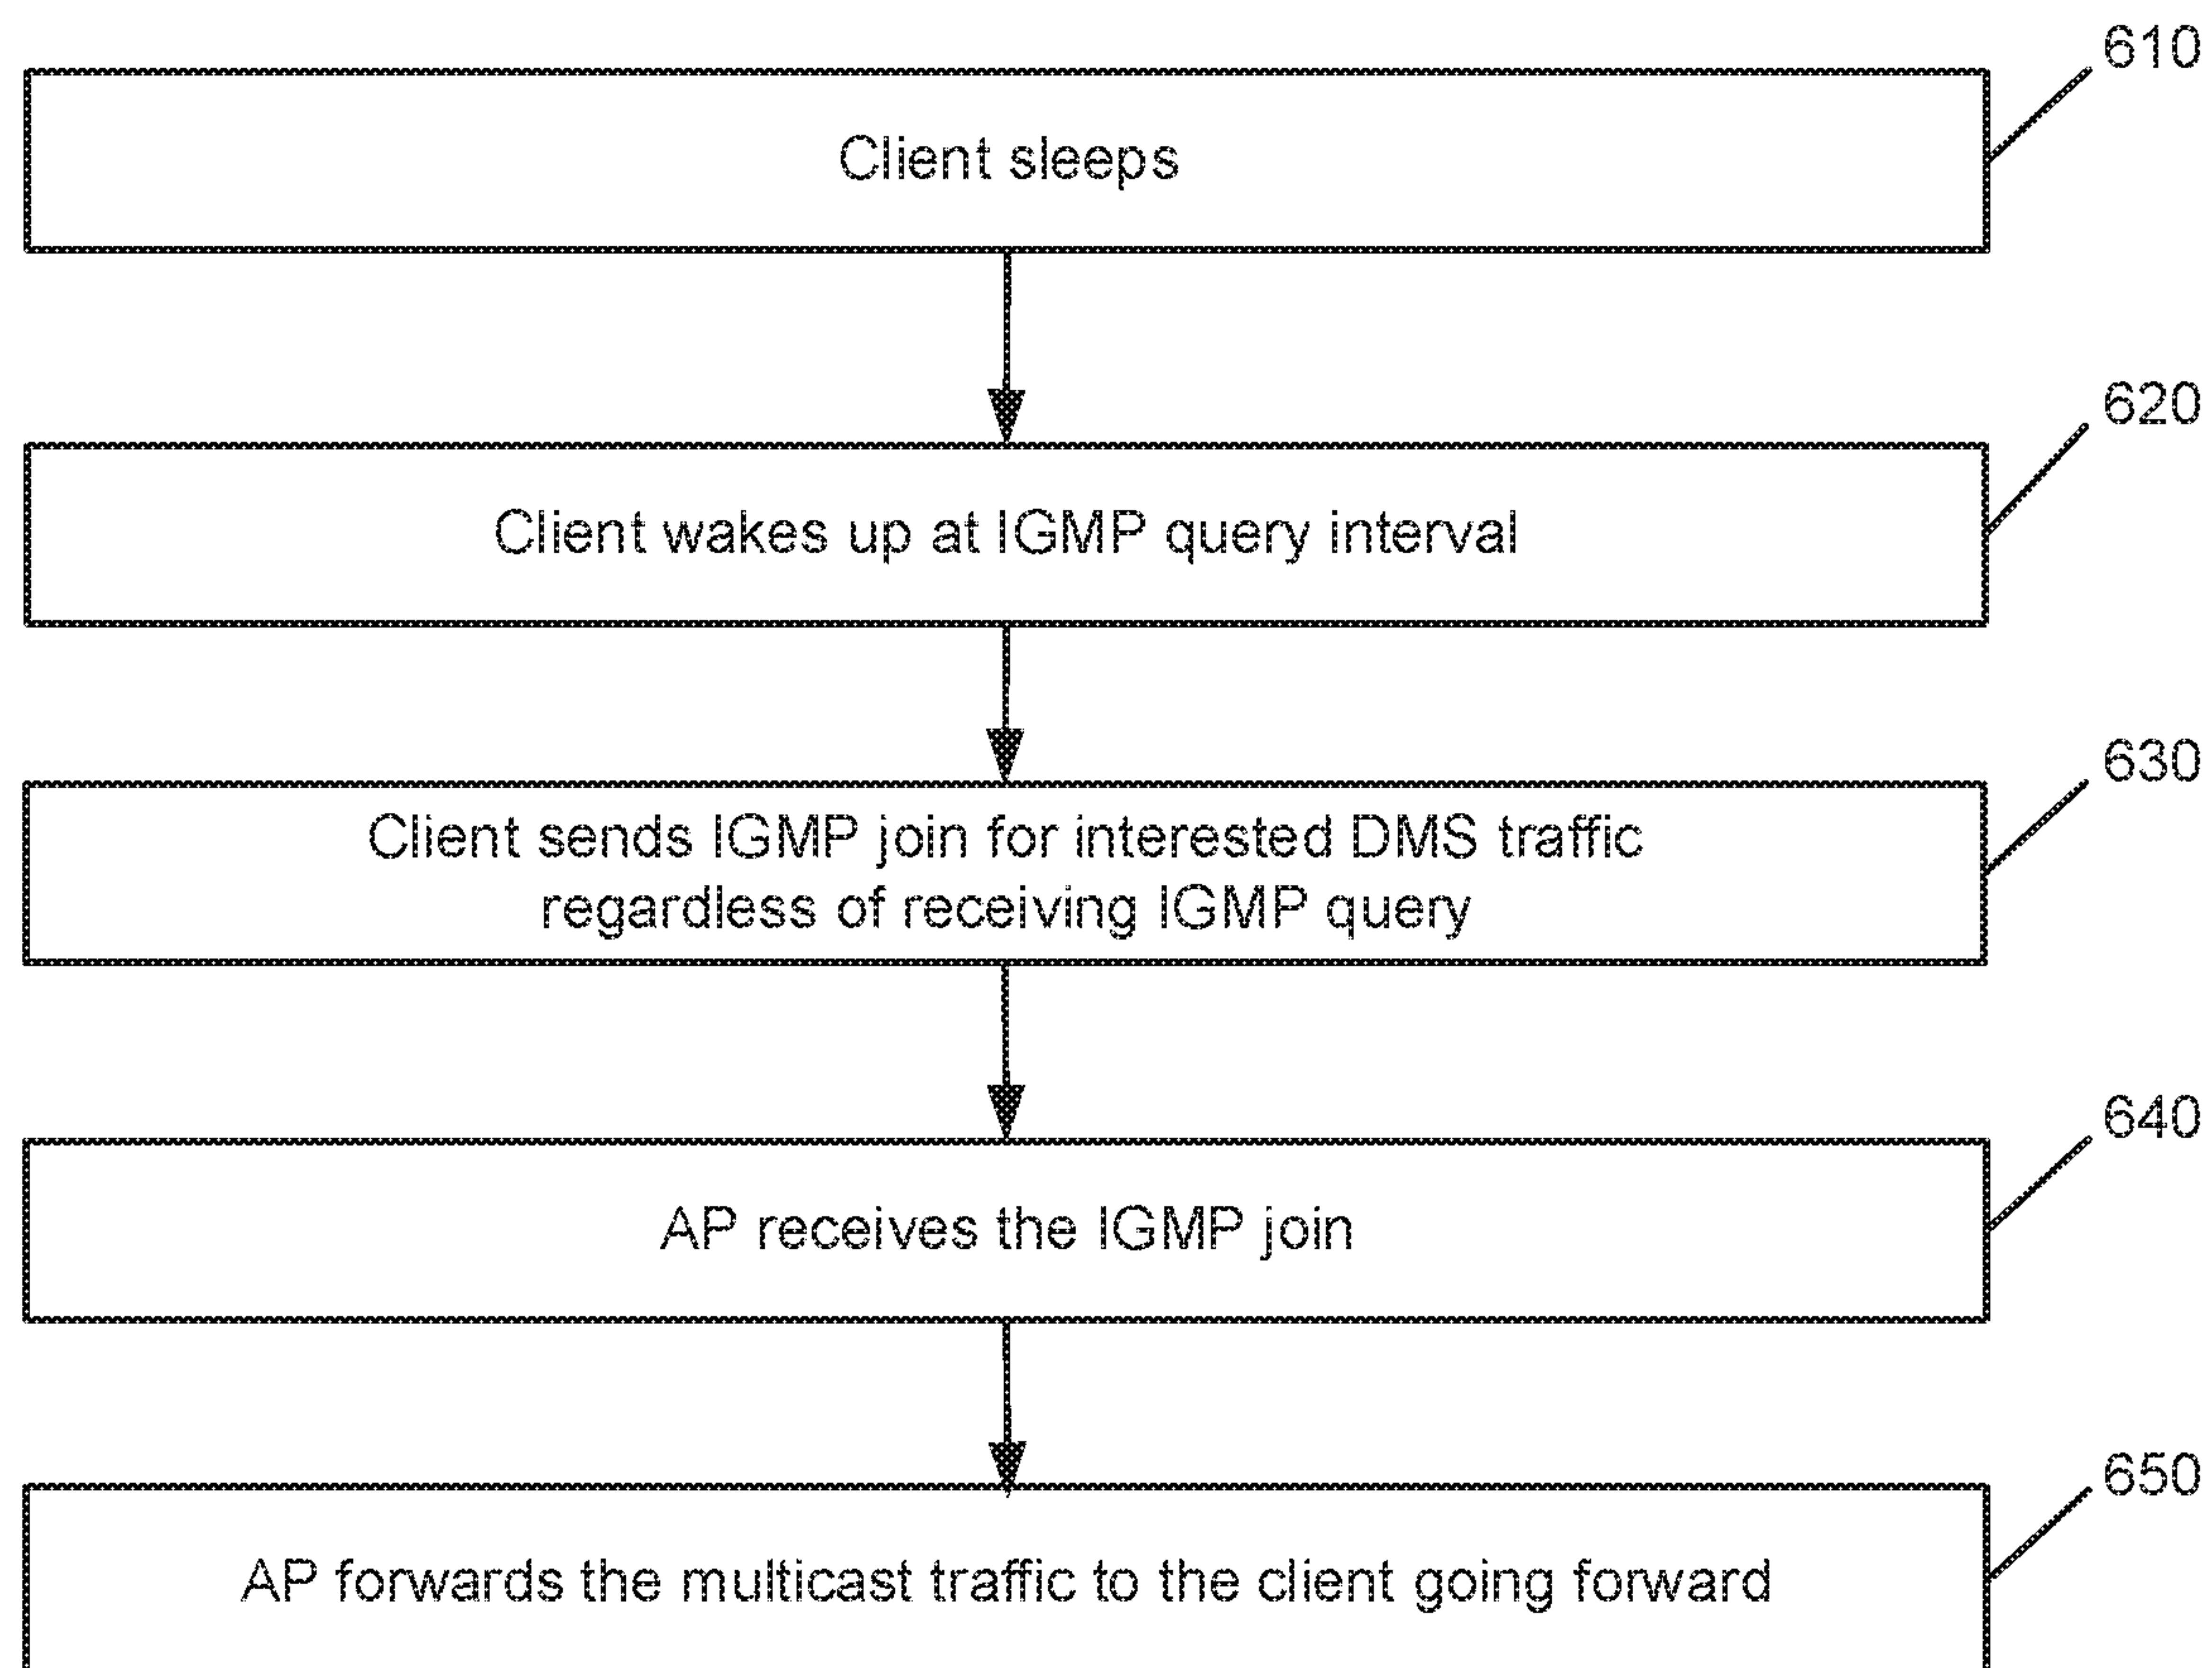 610
Client sleeps
620
Client wakes up at IGMP query interval
630
Client sends IGMP join for interested DMS traffic
regardless of receiving IGMP query
640
AP receives the IGMP join
650
AP forwards the multicast traffic to the client going forward